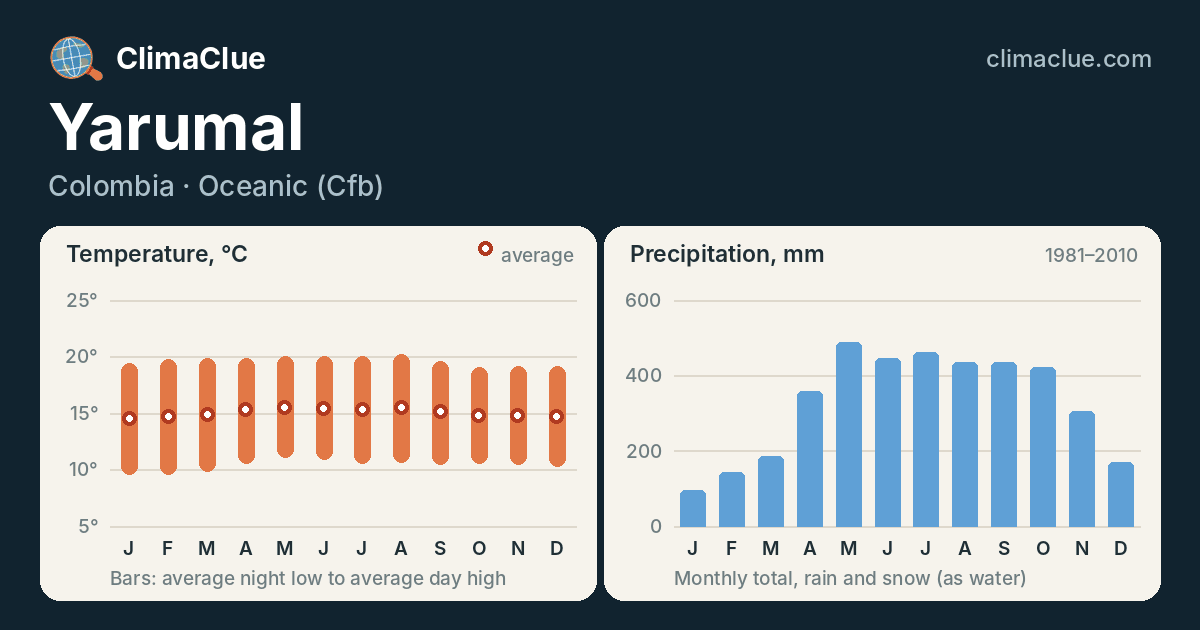 ClimaClue
climaclue.com
Yarumal
Colombia · Oceanic (Cfb)
Temperature, °C
average
25°
20°
15°
10°
5°
J F M A M J J A S O N D
Bars: average night low to average day high
Precipitation, mm
1981–2010
600
400
200
0
J F M A M J J A S O N D
Monthly total, rain and snow (as water)